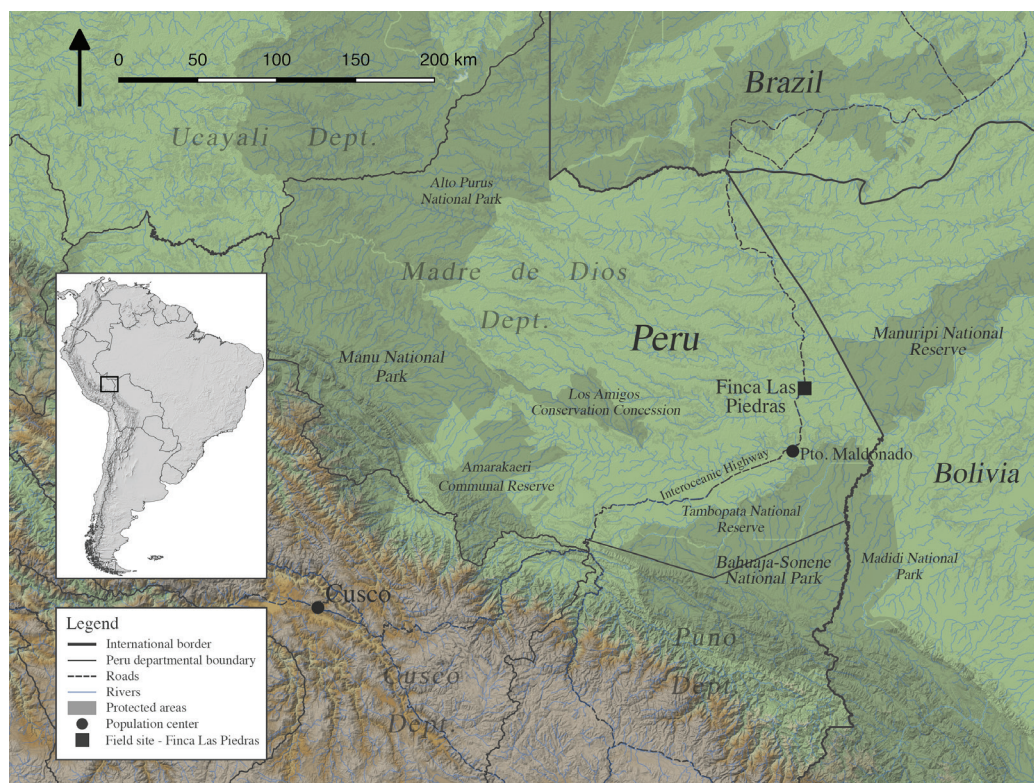 0 50 100 150 200 km
Brazil
Ucayali Dept.
Alto Purus
National Park
Madre de Dios
Dept.
Peru
Manuripi National
Reserve
Manu National
Park
Finca Las
Piedras
Los Amigos
Conservation Concession
Interoceanic Highway
Pto. Maldonado
Amarakaeri
Communal Reserve
Bolivia
Tambopata National
Reserve
Bahuaja-Sonene
National Park
Madidi National
Park
Cusco
Puno
Dept.
Cusco
Dept.
Legend
International border
Peru departmental boundary
Roads
Rivers
Protected areas
Population center
Field site - Finca Las Piedras